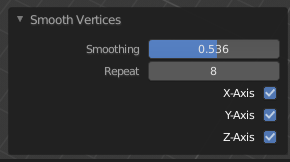 Smooth Vertices
Smoothing 0.536
Repeat 8
X-Axis
Y-Axis
Z-Axis